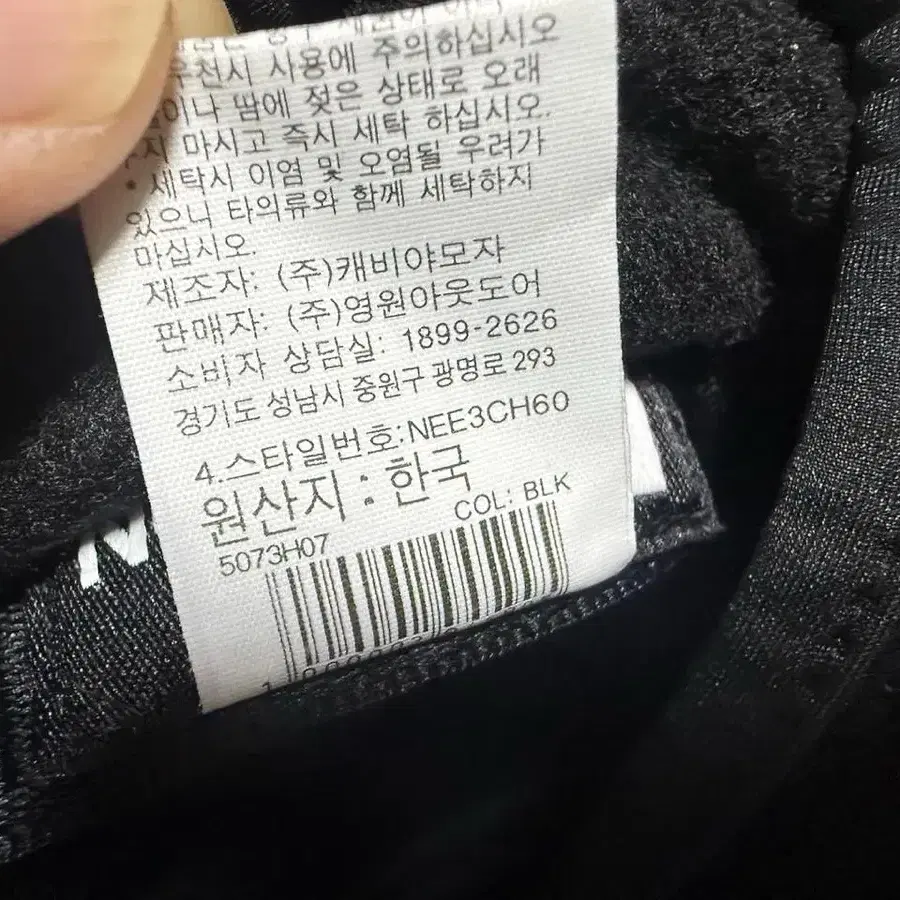 우천시 사용에 주의하십시오
땀에 젖은 상태로 오래
마시고 즉시 세탁 하십시오.
• 세탁시 이염 및 오염될 우려가
있으니 타의류와 함께 세탁하지
마십시오.
제조자: (주)캐비야모자
판매자: (주)영원아웃도어
소비자 상담실: 1899-2626
경기도 성남시 중원구 광명로 293
4.스타일번호:NEE3CH60
원산지 : 한국
COL: BLK
5073H07